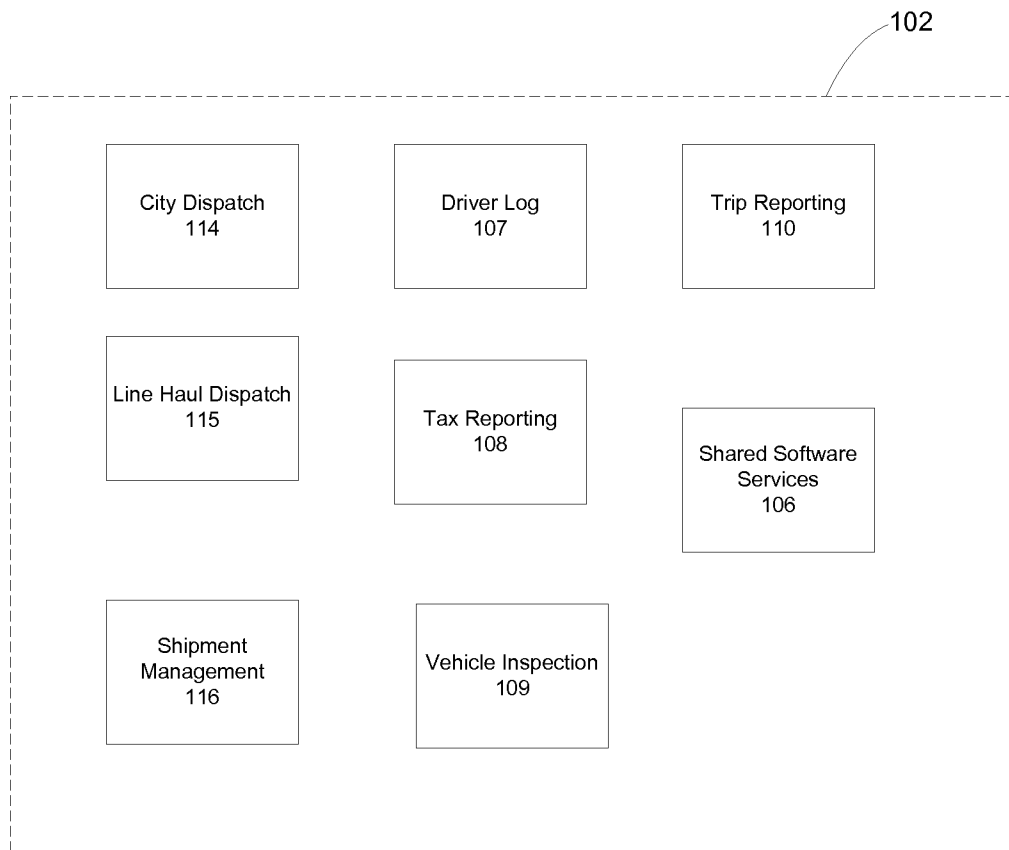 102
City Dispatch
114
Driver Log
107
Trip Reporting
110
Line Haul Dispatch
115
Tax Reporting
108
Shared Software
Services
106
Shipment
Management
116
Vehicle Inspection
109